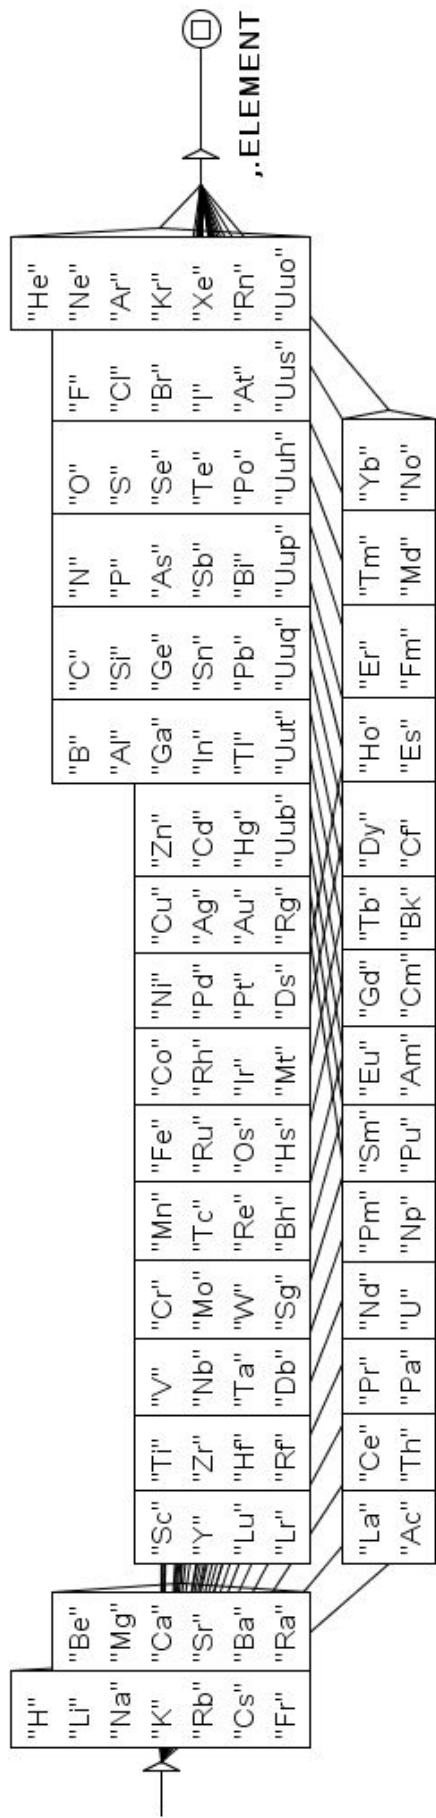 "H" "He"
"Li" "Be" "B" "C" "N" "O" "F" "Ne"
"Na" "Mg" "Al" "Si" "P" "S" "Cl" "Ar"
"K" "Ca" "Sc" "Ti" "V" "Cr" "Mn" "Fe" "Co" "Ni" "Cu" "Zn" "Ga" "Ge" "As" "Se" "Br" "Kr"
"Rb" "Sr" "Y" "Zr" "Nb" "Mo" "Tc" "Ru" "Rh" "Pd" "Ag" "Cd" "In" "Sn" "Sb" "Te" "I" "Xe"
"Cs" "Ba" "Lu" "Hf" "Ta" "W" "Re" "Os" "Ir" "Pt" "Au" "Hg" "Tl" "Pb" "Bi" "Po" "At" "Rn"
,.ELEMENT
"Fr" "Ra" "Lr" "Rf" "Db" "Sg" "Bh" "Hs" "Mt" "Ds" "Rg" "Uub" "Uut" "Uuq" "Uup" "Uuh" "Uus" "Uuo"
"La" "Ce" "Pr" "Nd" "Pm" "Sm" "Eu" "Gd" "Tb" "Dy" "Ho" "Er" "Tm" "Yb"
"Ac" "Th" "Pa" "U" "Np" "Pu" "Am" "Cm" "Bk" "Cf" "Es" "Fm" "Md" "No"